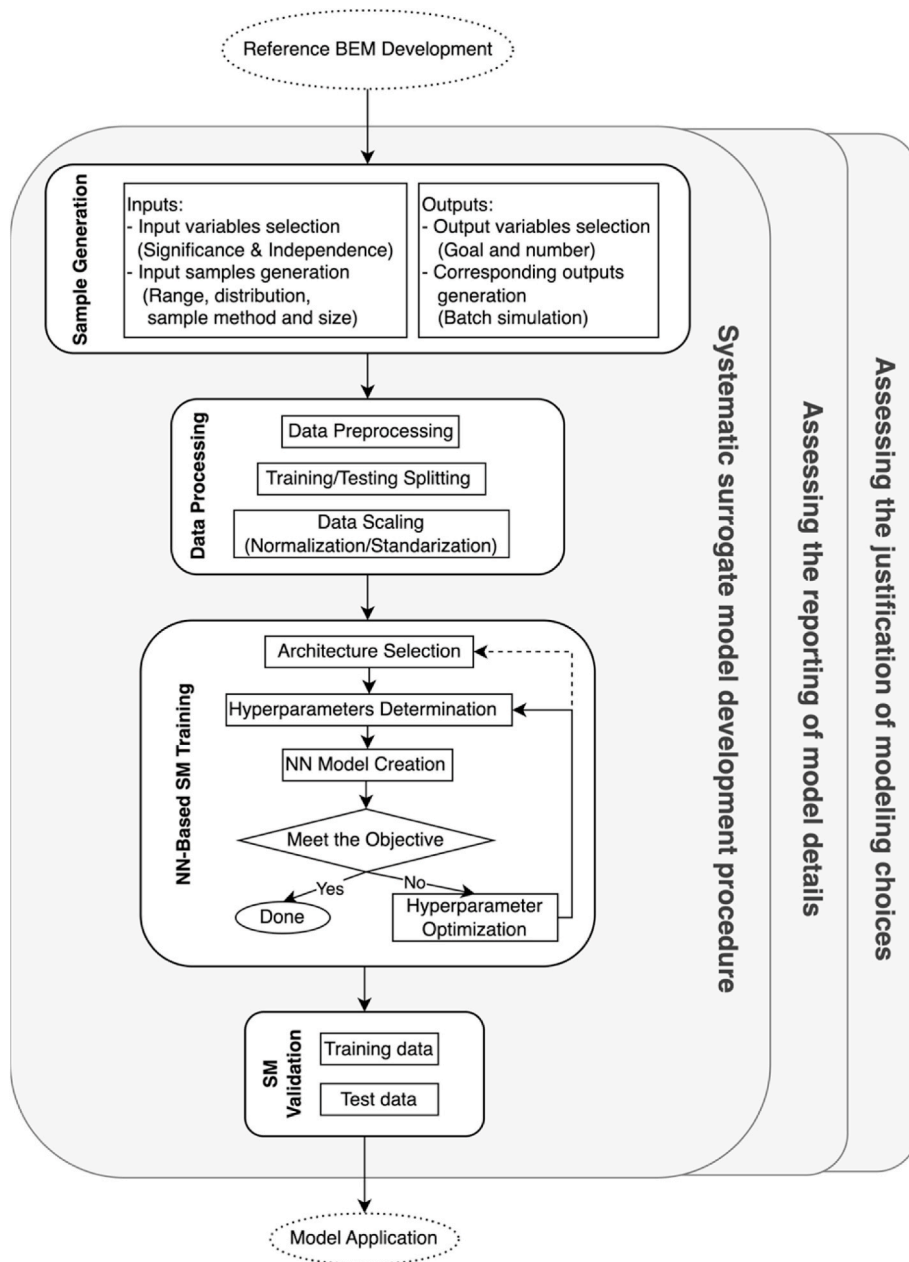 Reference BEM Development
Sample Generation
Inputs:
- Input variables selection
(Significance & Independence)
- Input samples generation
(Range, distribution,
sample method and size)
Outputs:
- Output variables selection
(Goal and number)
- Corresponding outputs
generation
(Batch simulation)
Data Processing
Data Preprocessing
Training/Testing Splitting
Data Scaling
(Normalization/Standarization)
NN-Based SM Training
Architecture Selection
Hyperparameters Determination
NN Model Creation
Meet the Objective
Yes
No
Done
Hyperparameter
Optimization
SM
Validation
Training data
Test data
Model Application
Systematic surrogate model development procedure
Assessing the reporting of model details
Assessing the justification of modeling choices